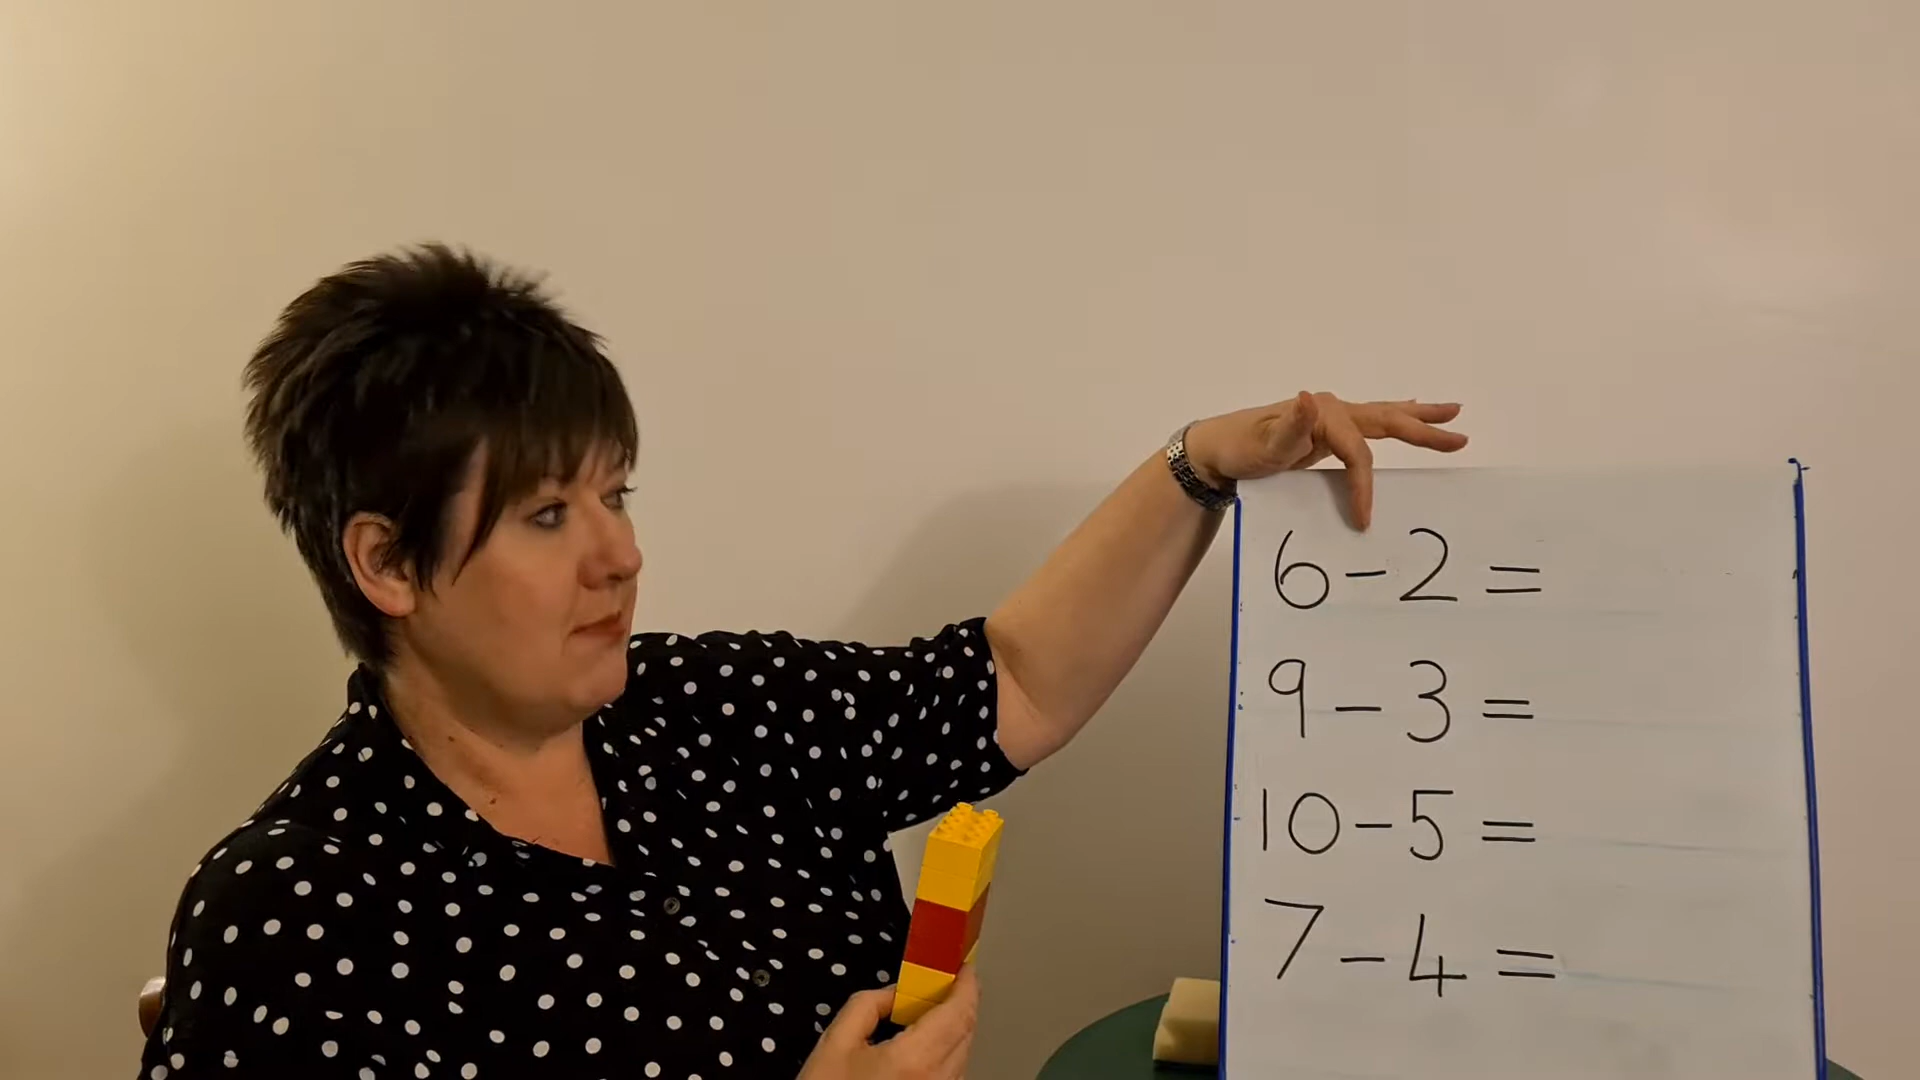 6 - 2 =
9 - 3 =
10 - 5 =
7 - 4 =